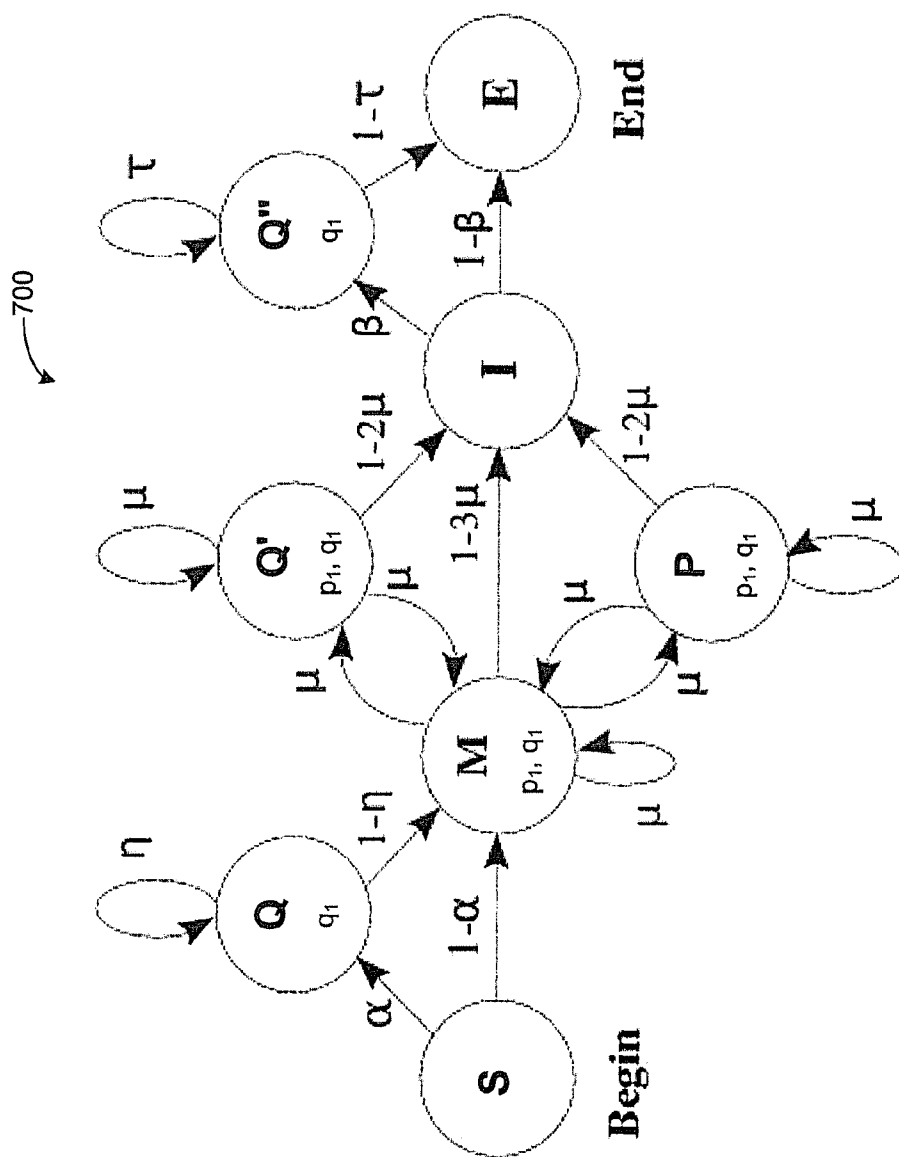 700
η
μ
τ
Q
q₁
Q'
p₁, q₁
Q"
q₁
α
1-η
μ
μ
1-2μ
β
1-τ
S
1-α
M
p₁, q₁
1-3μ
I
1-β
E
Begin
μ
μ
μ
1-2μ
End
P
p₁, q₁
μ